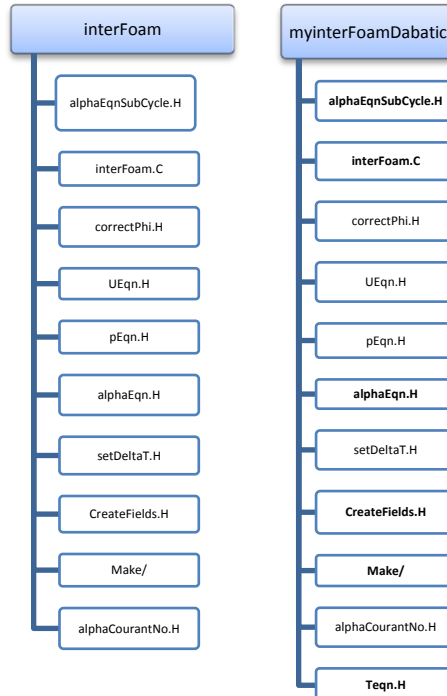 interFoam
alphaEqnSubCycle.H
interFoam.C
correctPhi.H
UEqn.H
pEqn.H
alphaEqn.H
setDeltaT.H
CreateFields.H
Make/
alphaCourantNo.H
myinterFoamDabatic
alphaEqnSubCycle.H
interFoam.C
correctPhi.H
UEqn.H
pEqn.H
alphaEqn.H
setDeltaT.H
CreateFields.H
Make/
alphaCourantNo.H
Teqn.H